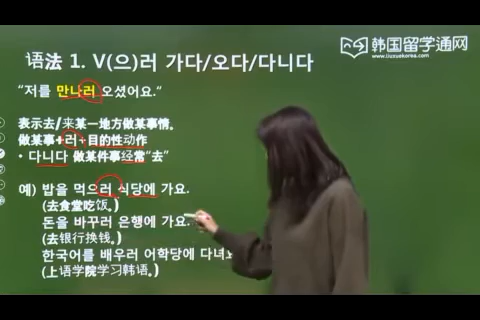 韩国留学通网
www.liuxuekorea.com
语法 1. V(으)러 가다/오다/다니다
“저를 만나러 오셨어요.“
表示去/来某一地方做某事情。
做某事+러+目的性动作
• 다니다 做某件事经常“去”
예) 밥을 먹으러 식당에 가요.
(去食堂吃饭。)
돈을 바꾸러 은행에 가요.
(去银行换钱。)
한국어를 배우러 어학당에 다녀
(上语学院学习韩语。)